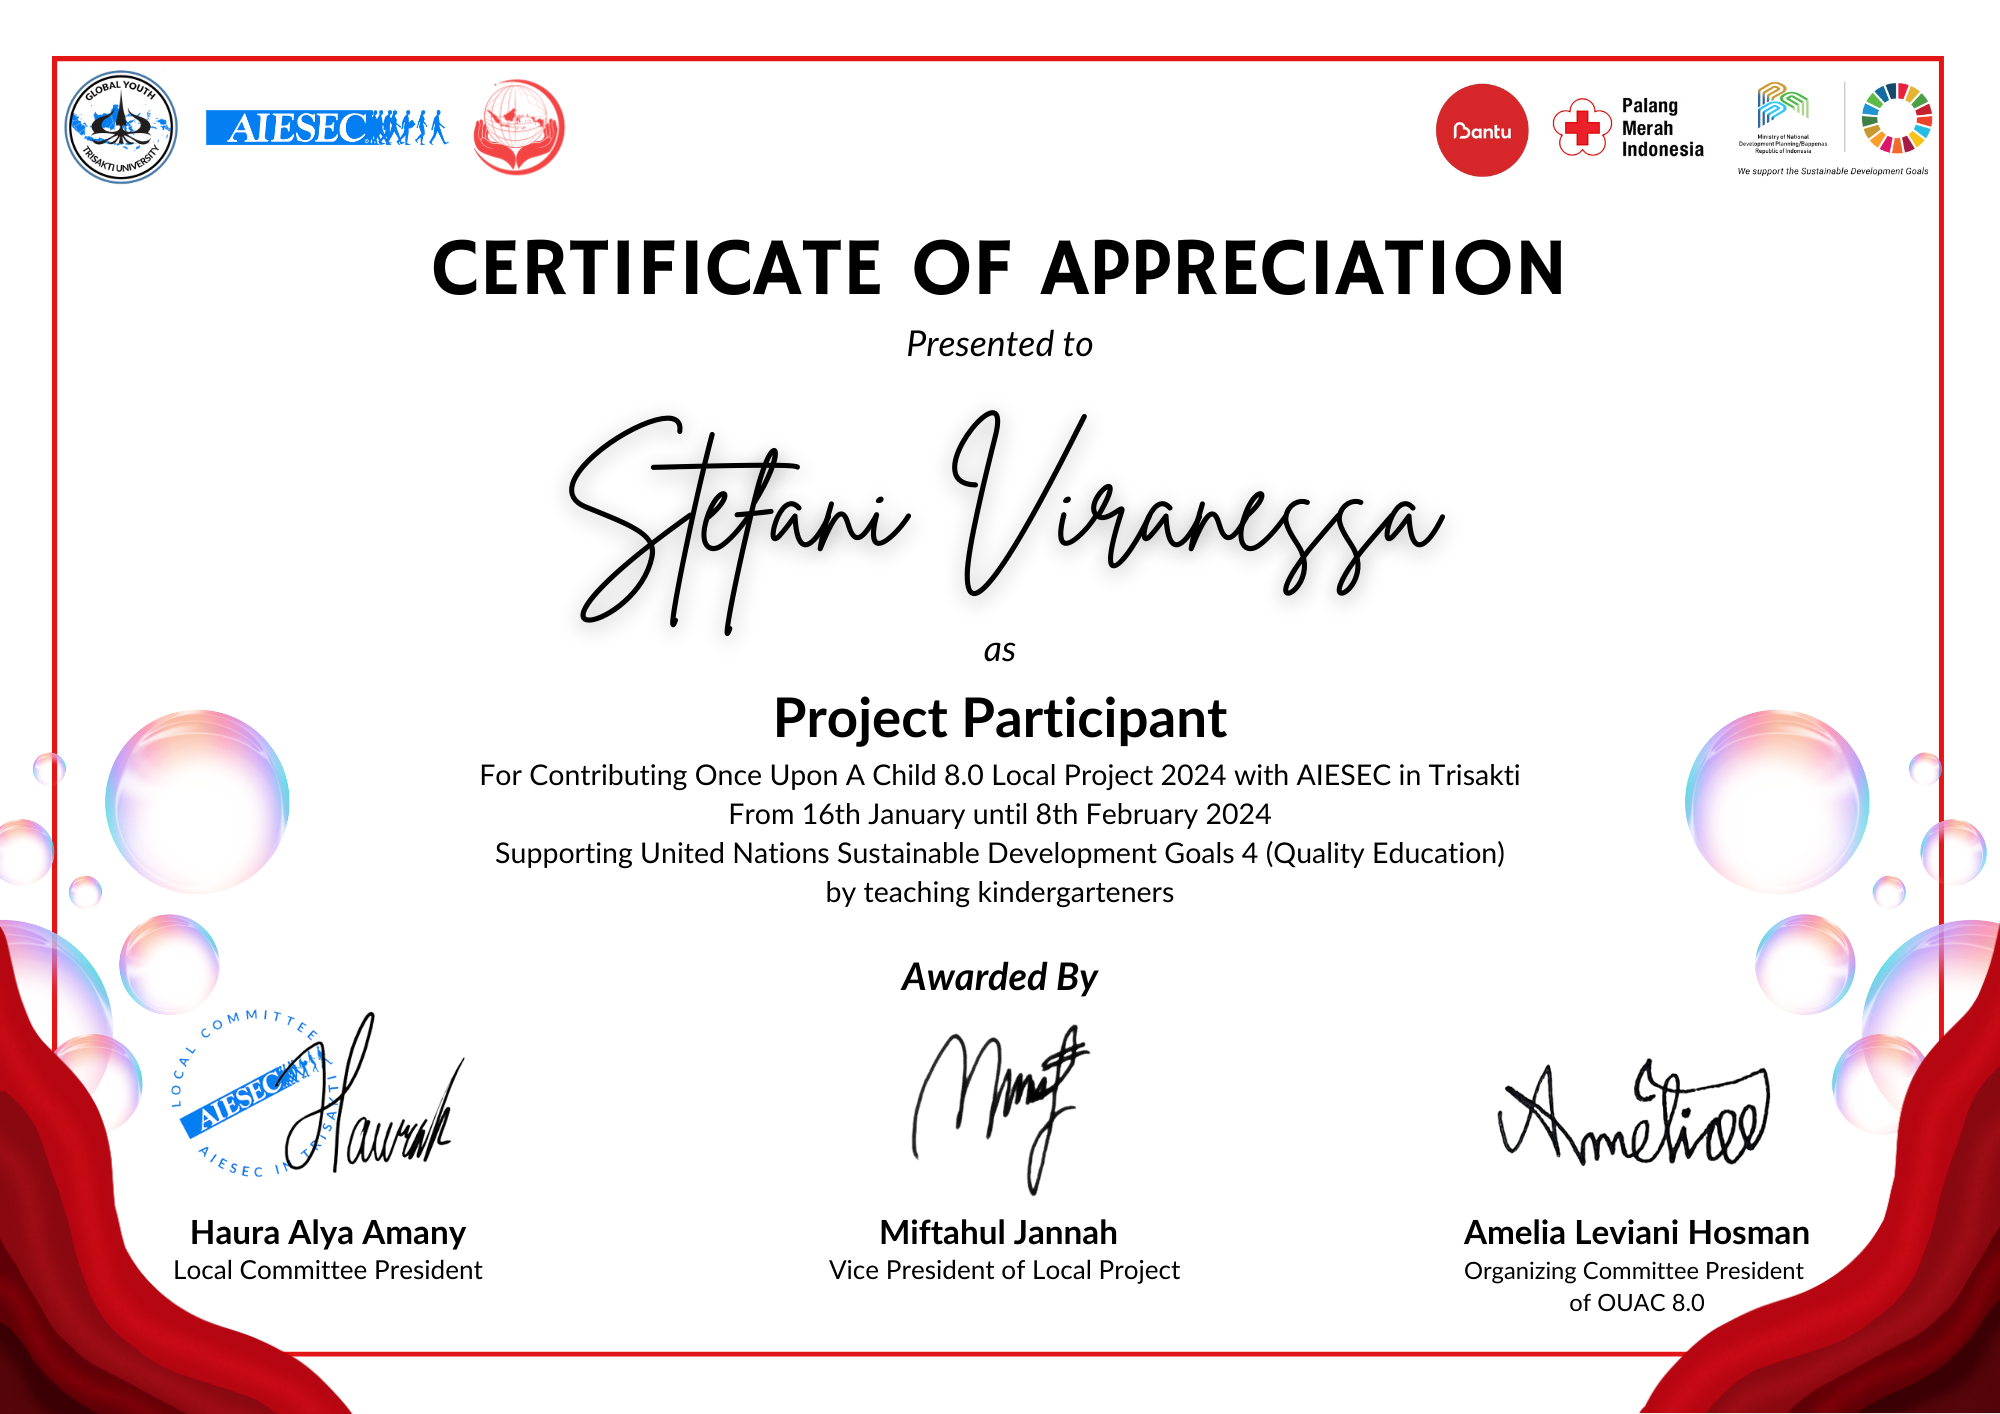 GLOBAL YOUTH
TRISAKTI UNIVERSITY
AIESEC
Bantu
Palang
Merah
Indonesia
Ministry of National
Development Planning/Bappenas
Republic of Indonesia
We support the Sustainable Development Goals
CERTIFICATE OF APPRECIATION
Presented to
Stefani Viranessa
as
Project Participant
For Contributing Once Upon A Child 8.0 Local Project 2024 with AIESEC in Trisakti
From 16th January until 8th February 2024
Supporting United Nations Sustainable Development Goals 4 (Quality Education)
by teaching kindergarteners
Awarded By
LOCAL COMMITTEE
AIESEC
AIESEC IN TRISAKTI
Haura Alya Amany
Local Committee President
Miftahul Jannah
Vice President of Local Project
Amelia Leviani Hosman
Organizing Committee President
of OUAC 8.0